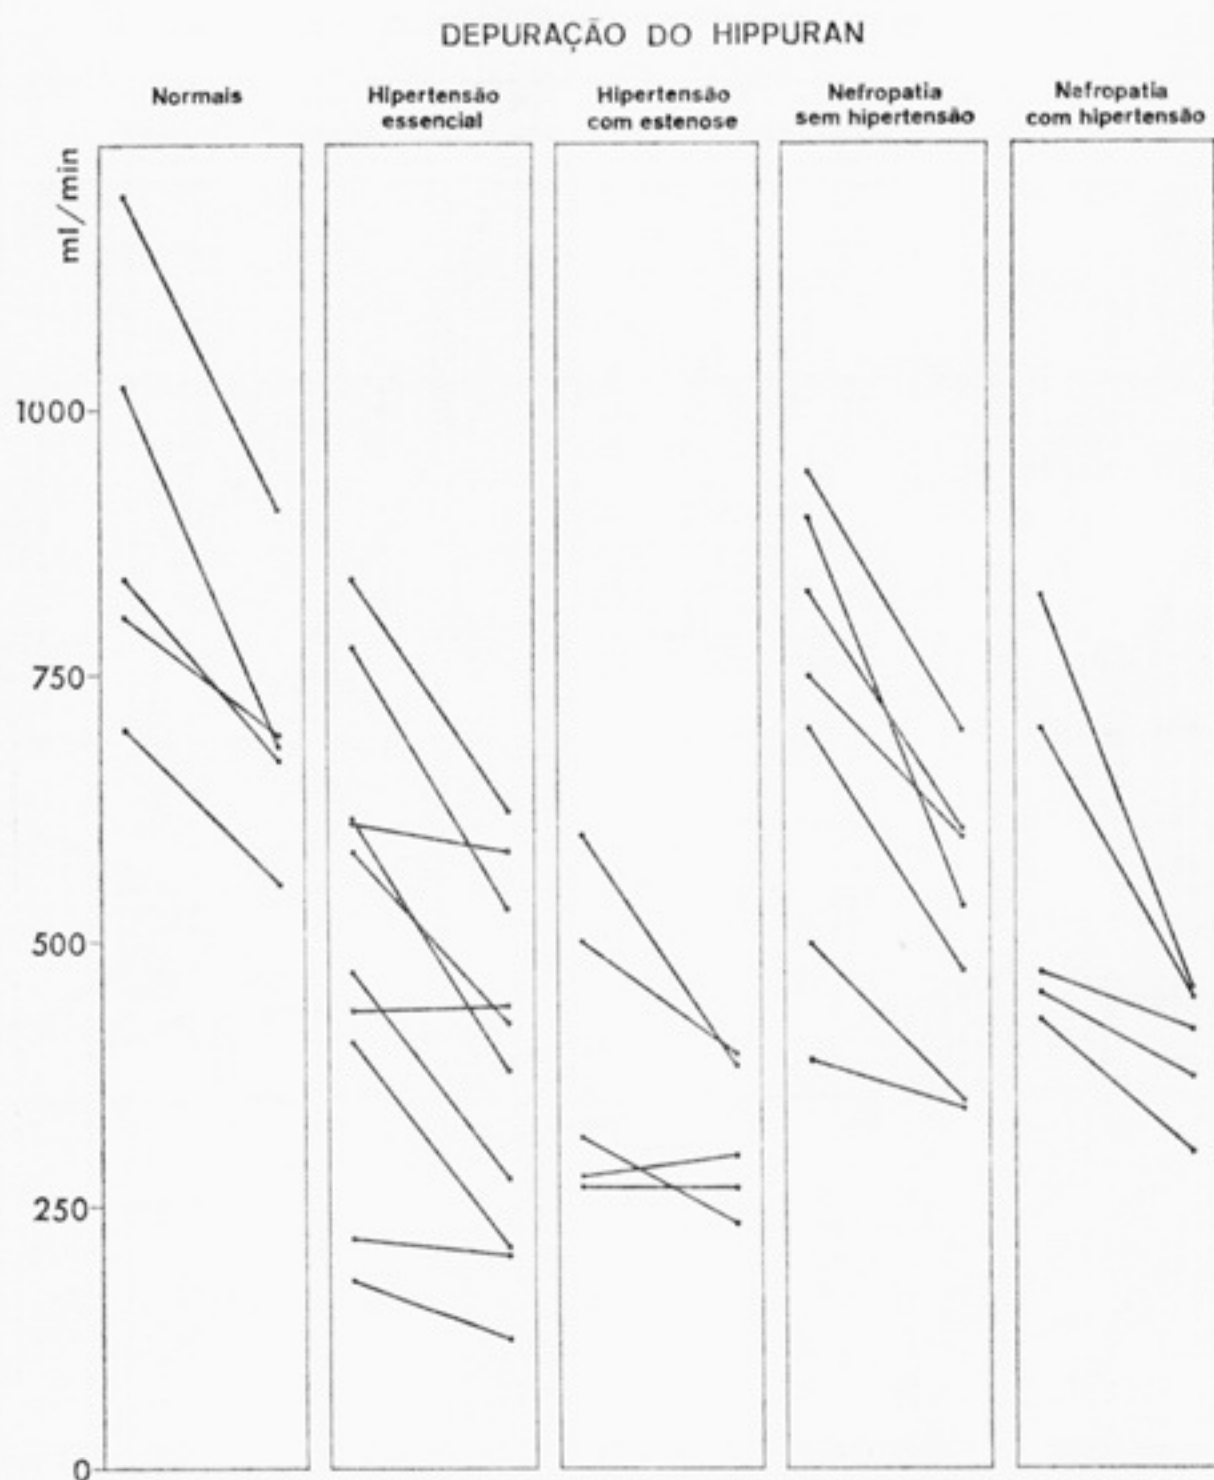 DEPURAÇÃO DO HIPPURAN
Normais
Hipertensão
essencial
Hipertensão
com estenose
Nefropatia
sem hipertensão
Nefropatia
com hipertensão
ml/min
1000
750
500
250
0